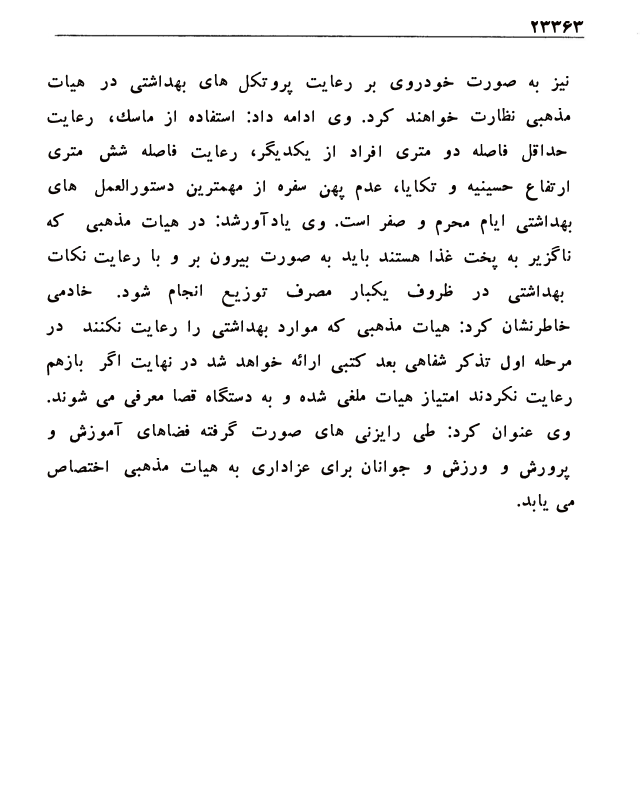 ۲۳۳۶۳
نیز به صورت خودروی بر رعایت پروتکل های بهداشتی در هیات
مذهبی نظارت خواهند کرد. وی ادامه داد: استفاده از ماسك، رعایت
حداقل فاصله دو متری افراد از یکدیگر، رعایت فاصله شش متری
ارتفاع حسینیه و تکایا، عدم پهن سفره از مهمترین دستورالعمل های
بهداشتی ایام محرم و صفر است. وی یادآورشد: در هیات مذهبی که
ناگزیر به پخت غذا هستند باید به صورت بیرون بر و با رعایت نکات
بهداشتی در ظروف یکبار مصرف توزیع انجام شود. خادمی
خاطرنشان کرد: هیات مذهبی که موارد بهداشتی را رعایت نکنند در
مرحله اول تذکر شفاهی بعد کتبی ارائه خواهد شد در نهایت اگر بازهم
رعایت نکردند امتیاز هیات ملغی شده و به دستگاه قصا معرفی می شوند.
وی عنوان کرد: طی رایزنی های صورت گرفته فضاهای آموزش و
پرورش و ورزش و جوانان برای عزاداری به هیات مذهبی اختصاص
می یابد.